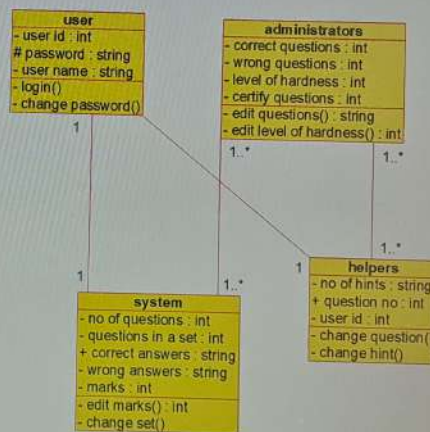 user
- user id : int
# password : string
- user name : string
- login()
- change password()
administrators
- correct questions : int
- wrong questions : int
- level of hardness : int
- certify questions : int
- edit questions() : string
- edit level of hardness() : int
1
1..*
1..*
1
1..*
1
system
- no of questions : int
- questions in a set : int
+ correct answers : string
- wrong answers : string
- marks : int
- edit marks() : int
- change set()
helpers
- no of hints : string
+ question no : int
- user id : int
- change question(
- change hint()